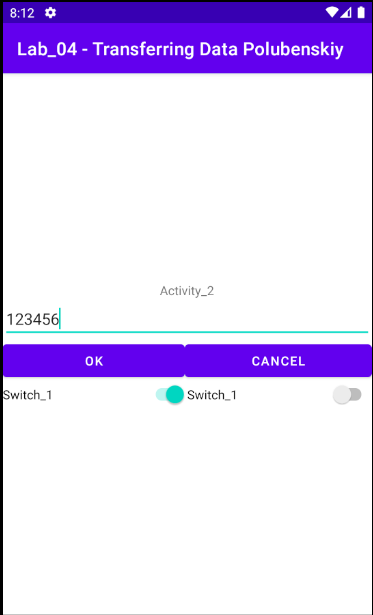 8:12
Lab_04 - Transferring Data Polubenskiy
Activity_2
123456
OK CANCEL
Switch_1 Switch_1